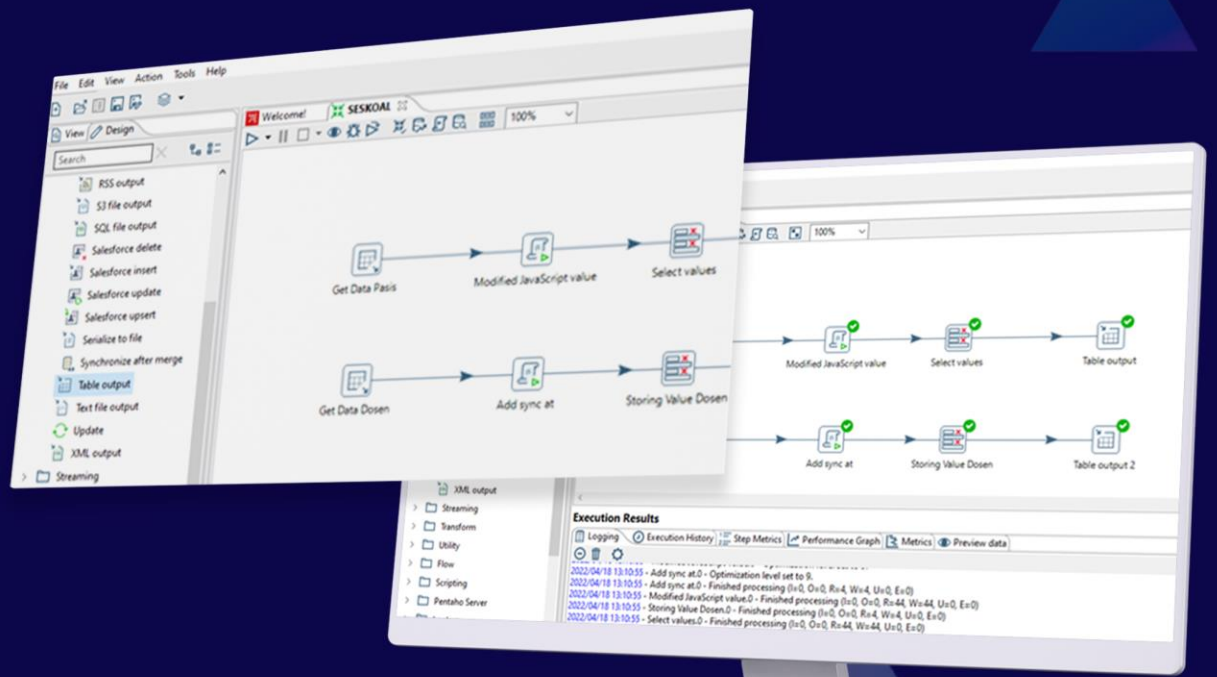 File Edit View Action Tools Help
View Design
Search
RSS output
S3 file output
SQL file output
Salesforce delete
Salesforce insert
Salesforce update
Salesforce upsert
Serialize to file
Synchronize after merge
Table output
Text file output
Update
XML output
Streaming
Welcome! SESKOAL
100%
Get Data Pasis
Modified JavaScript value
Select values
Get Data Dosen
Add sync at
Storing Value Dosen
100%
Modified JavaScript value
Select values
Table output
Add sync at
Storing Value Dosen
Table output 2
XML output
Streaming
Transform
Utility
Flow
Scripting
Pentaho Server
Execution Results
Logging Execution History Step Metrics Performance Graph Metrics Preview data
2022/04/18 13:10:55 - Add sync at.0 - Optimization level set to 9.
2022/04/18 13:10:55 - Add sync at.0 - Finished processing (I=0, O=0, R=4, W=4, U=0, E=0)
2022/04/18 13:10:55 - Modified JavaScript value.0 - Finished processing (I=0, O=0, R=44, W=44, U=0, E=0)
2022/04/18 13:10:55 - Storing Value Dosen.0 - Finished processing (I=0, O=0, R=4, W=4, U=0, E=0)
2022/04/18 13:10:55 - Select values.0 - Finished processing (I=0, O=0, R=44, W=44, U=0, E=0)